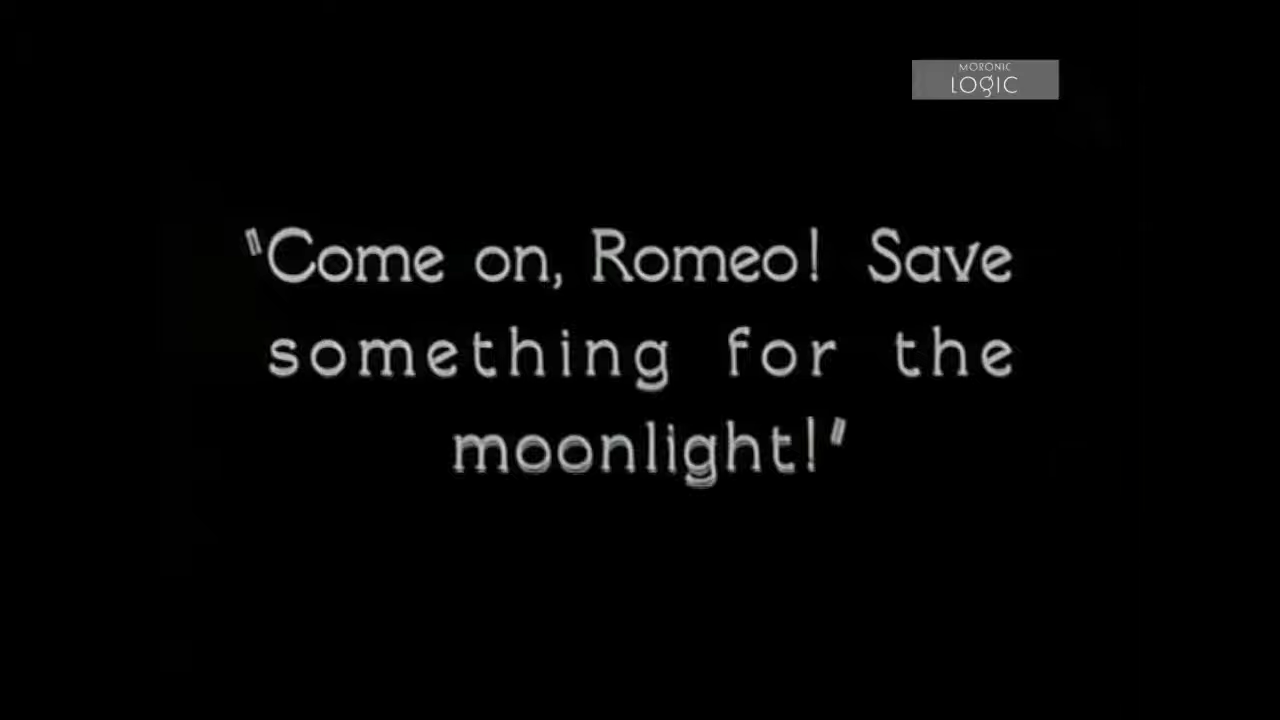 MORONIC
LOGIC
"Come on, Romeo! Save
something for the
moonlight!"